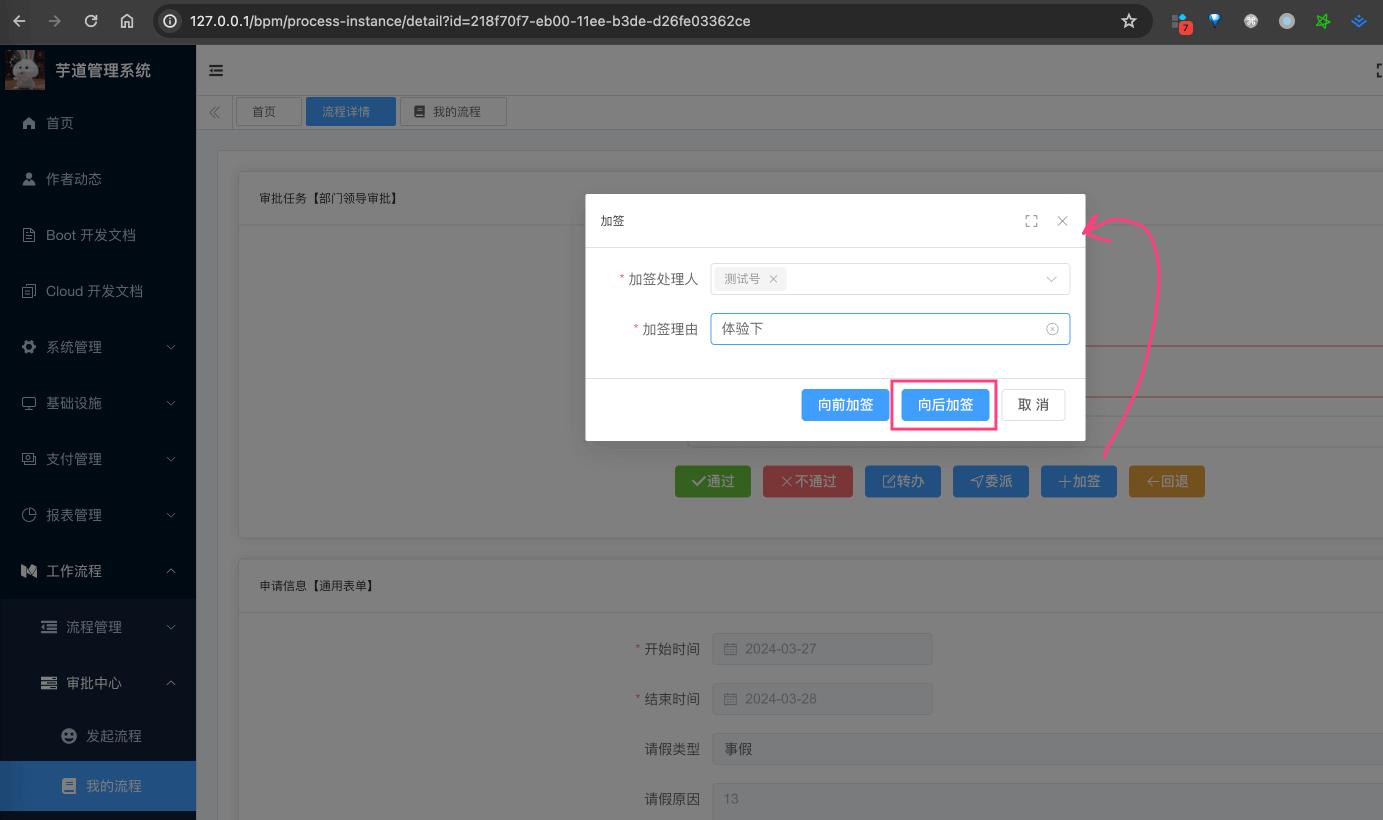 127.0.0.1/bpm/process-instance/detail?id=218f70f7-eb00-11ee-b3de-d26fe03362ce
7
芋道管理系统
首页
作者动态
Boot 开发文档
Cloud 开发文档
系统管理
基础设施
支付管理
报表管理
工作流程
流程管理
审批中心
发起流程
我的流程
首页
流程详情
我的流程
审批任务【部门领导审批】
加签
* 加签处理人
测试号
* 加签理由
体验下
向前加签
向后加签
取 消
通过
不通过
转办
委派
加签
回退
申请信息【通用表单】
* 开始时间
2024-03-27
* 结束时间
2024-03-28
请假类型
事假
请假原因
13